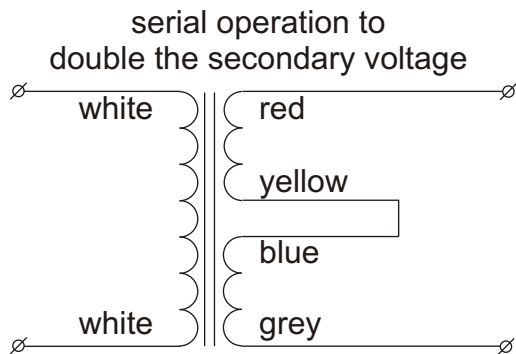 serial operation to
double the secondary voltage
white
red
yellow
blue
white
grey